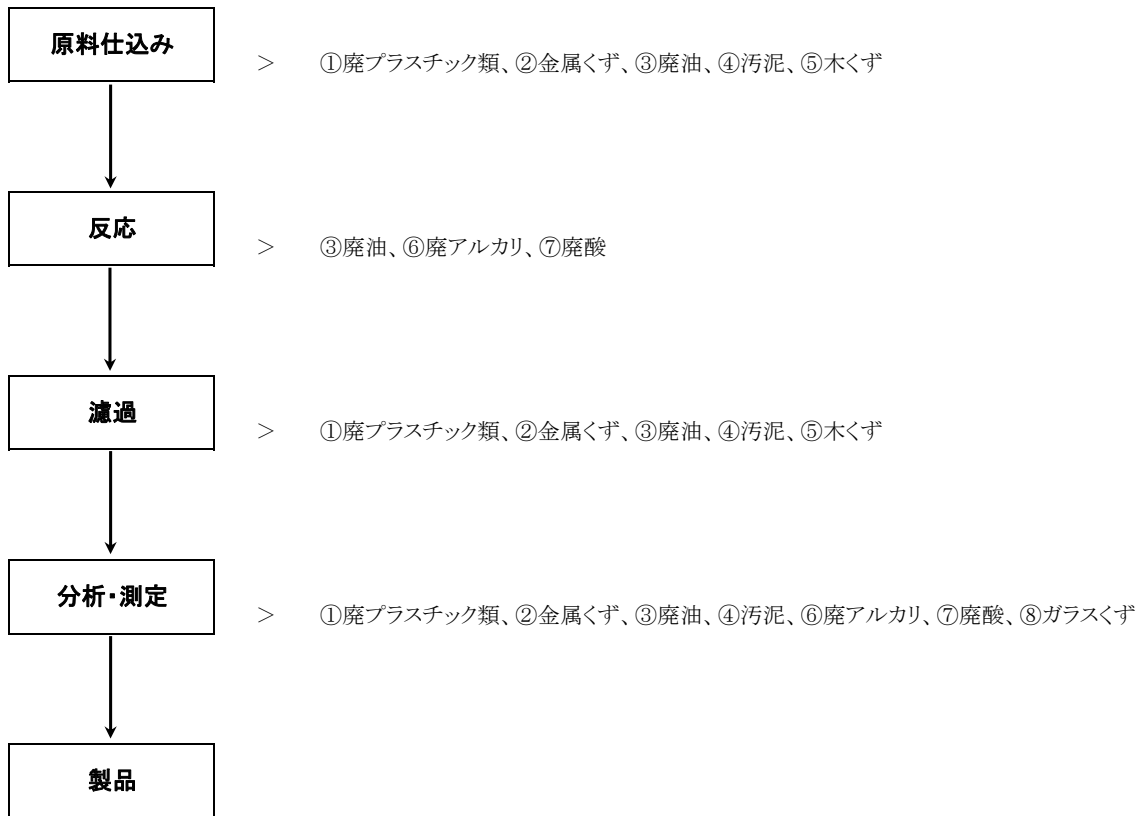 原料仕込み
> ①廃プラスチック類、②金属くず、③廃油、④汚泥、⑤木くず
反応
> ③廃油、⑥廃アルカリ、⑦廃酸
濾過
> ①廃プラスチック類、②金属くず、③廃油、④汚泥、⑤木くず
分析・測定
> ①廃プラスチック類、②金属くず、③廃油、④汚泥、⑥廃アルカリ、⑦廃酸、⑧ガラスくず
製品